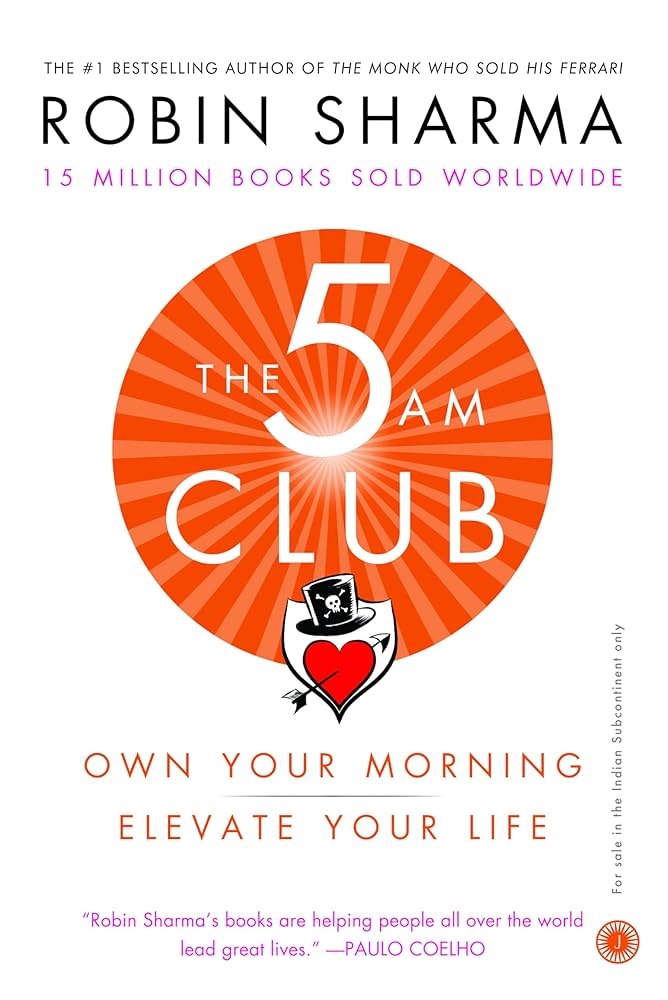 THE #1 BESTSELLING AUTHOR OF THE MONK WHO SOLD HIS FERRARI
ROBIN SHARMA
15 MILLION BOOKS SOLD WORLDWIDE
THE 5 AM
CLUB
OWN YOUR MORNING
ELEVATE YOUR LIFE
For sale in the Indian Subcontinent only
“Robin Sharma’s books are helping people all over the world
lead great lives.” —PAULO COELHO
J